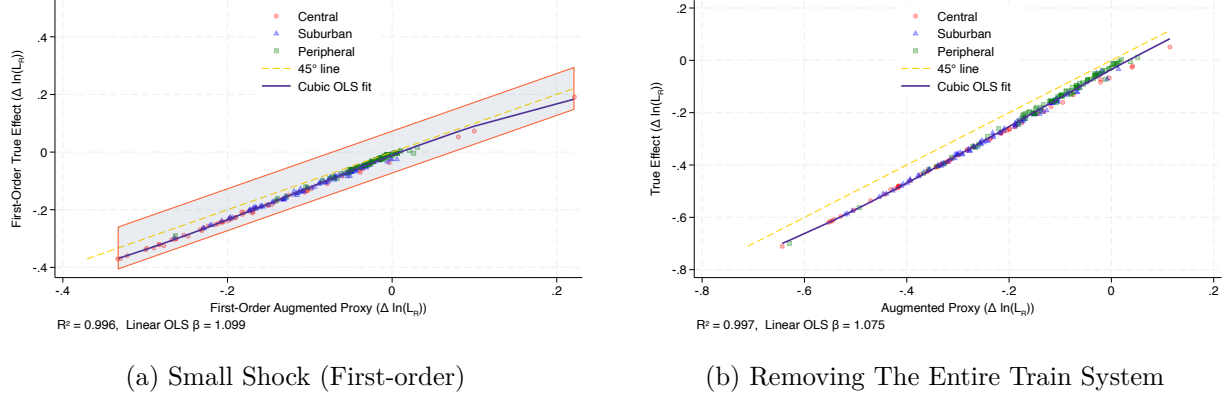 Central
Suburban
Peripheral
45° line
Cubic OLS fit
First-Order True Effect (Δ ln(L_R))
.4
.2
0
-.2
-.4
-.4
-.2
0
.2
First-Order Augmented Proxy (Δ ln(L_R))
R² = 0.996, Linear OLS β = 1.099
(a) Small Shock (First-order)
Central
Suburban
Peripheral
45° line
Cubic OLS fit
True Effect (Δ ln(L_R))
.2
0
-.2
-.4
-.6
-.8
-.8
-.6
-.4
-.2
0
.2
Augmented Proxy (Δ ln(L_R))
R² = 0.997, Linear OLS β = 1.075
(b) Removing The Entire Train System